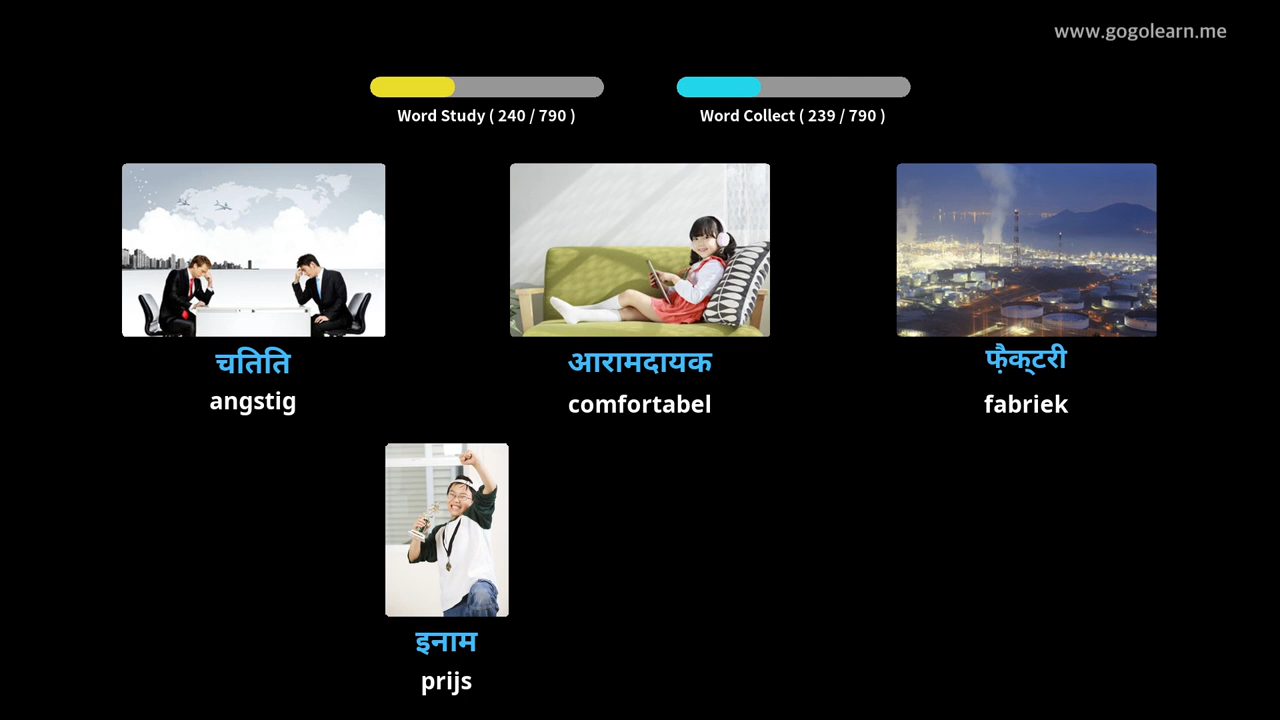 www.gogolearn.me
Word Study ( 240 / 790 )
Word Collect ( 239 / 790 )
चतिति
angstig
आरामदायक
comfortabel
फ़ैक्टरी
fabriek
इनाम
prijs